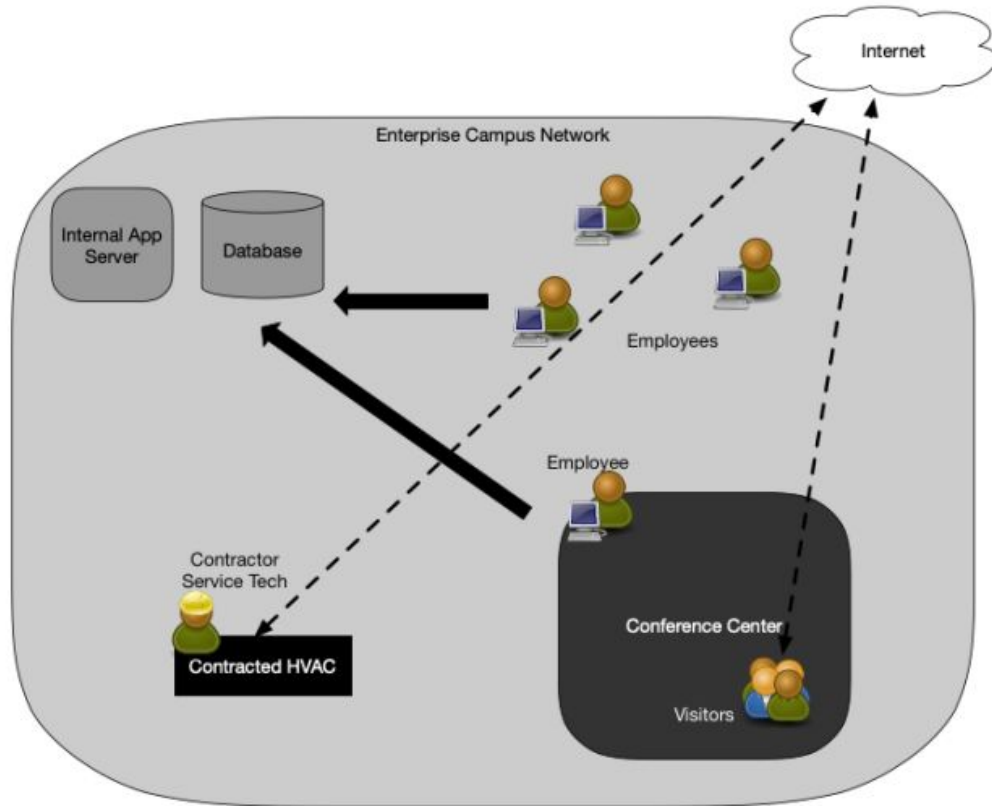 Internet
Enterprise Campus Network
Internal App
Server
Database
Employees
Employee
Contractor
Service Tech
Contracted HVAC
Conference Center
Visitors